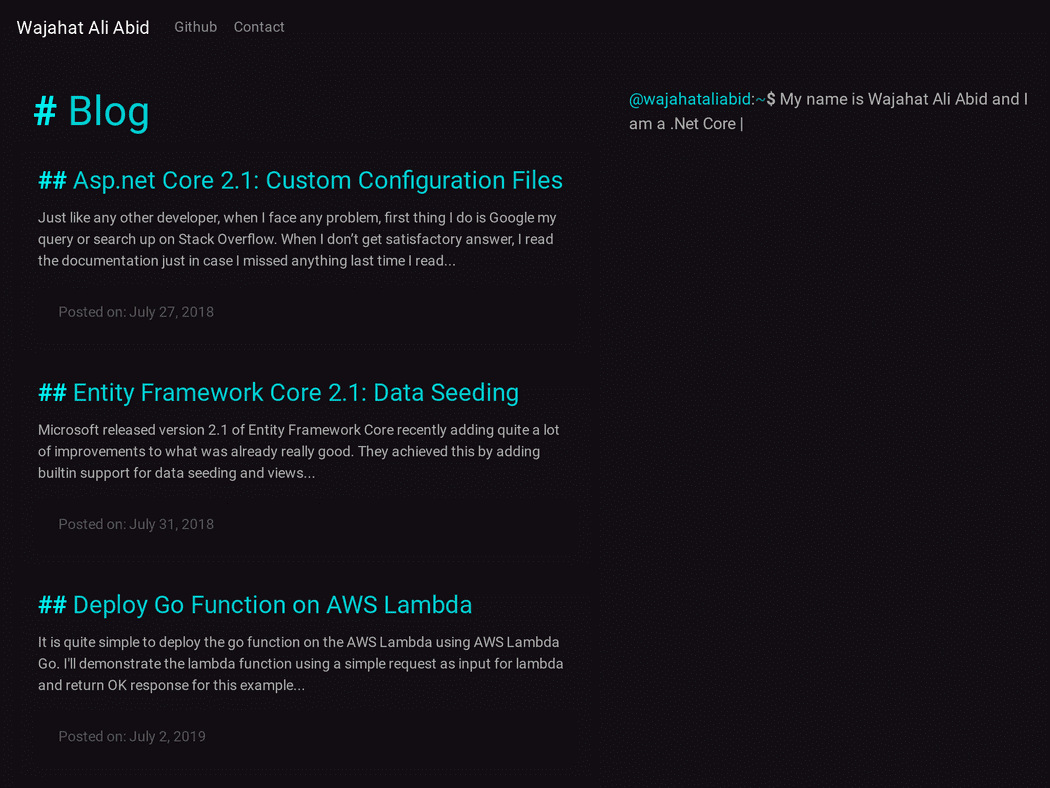 Wajahat Ali Abid Github Contact
# Blog
## Asp.net Core 2.1: Custom Configuration Files
Just like any other developer, when I face any problem, first thing I do is Google my
query or search up on Stack Overflow. When I don’t get satisfactory answer, I read
the documentation just in case I missed anything last time I read...
Posted on: July 27, 2018
## Entity Framework Core 2.1: Data Seeding
Microsoft released version 2.1 of Entity Framework Core recently adding quite a lot
of improvements to what was already really good. They achieved this by adding
builtin support for data seeding and views...
Posted on: July 31, 2018
## Deploy Go Function on AWS Lambda
It is quite simple to deploy the go function on the AWS Lambda using AWS Lambda
Go. I'll demonstrate the lambda function using a simple request as input for lambda
and return OK response for this example...
Posted on: July 2, 2019
@wajahataliabid:~$ My name is Wajahat Ali Abid and I
am a .Net Core |